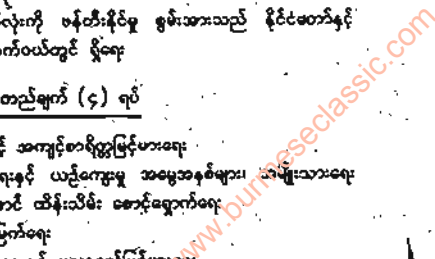 လုံးကို ဖန်တီးနိုင်မှု စွမ်းအားသည် နိုင်ငံတော်နှင့်
က်ဝယ်တွင် ရှိရေး
တည်ချက် (၄) ရပ်
့် အကျင့်စာရိတ္တမြင့်မားရေး
ရေးနှင့် ယဉ်ကျေးမှု အမွေအနှစ်များ၊ အမျိုးသားရေး
ာင် ထိန်းသိမ်း စောင့်ရှောက်ရေး
မြက်ရေး
www.burmeseclassic.com